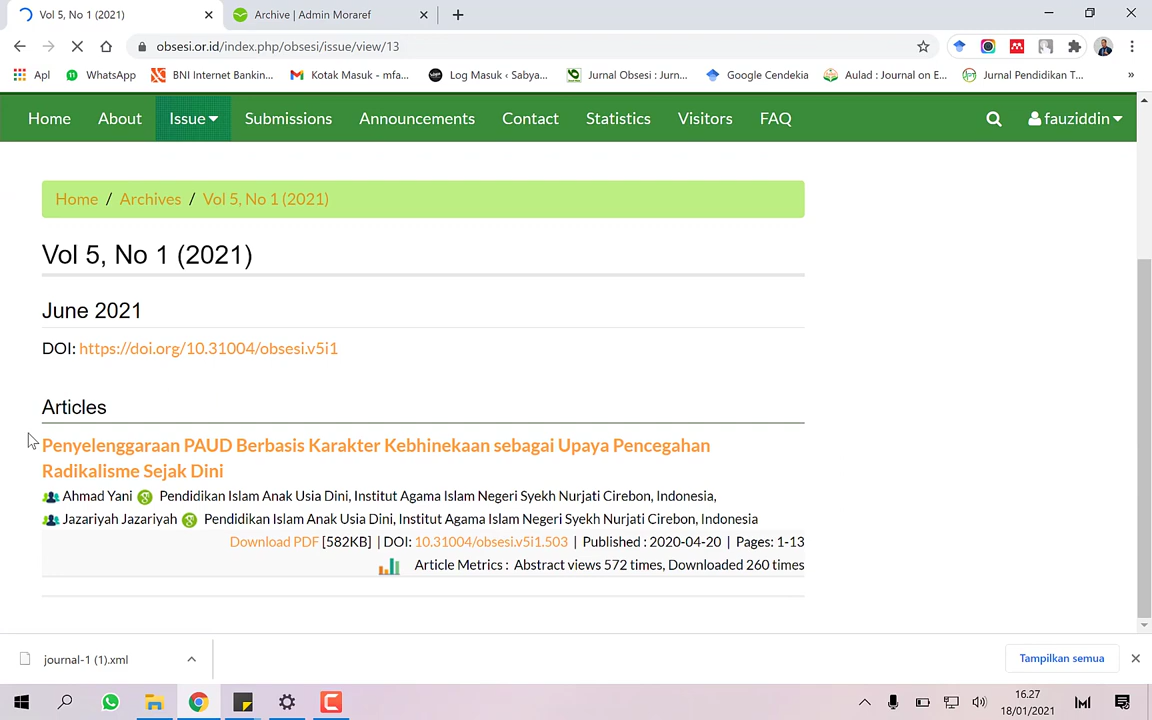 Vol 5, No 1 (2021)
Archive | Admin Moraref
obsesi.or.id/index.php/obsesi/issue/view/13
Apl
WhatsApp
BNI Internet Bankin...
Kotak Masuk - mfa...
Log Masuk ‹ Sabya...
Jurnal Obsesi : Jurn...
Google Cendekia
Aulad : Journal on E...
Jurnal Pendidikan T...
»
Home About Issue Submissions Announcements Contact Statistics Visitors FAQ fauziddin
Home / Archives / Vol 5, No 1 (2021)
Vol 5, No 1 (2021)
June 2021
DOI: https://doi.org/10.31004/obsesi.v5i1
Articles
Penyelenggaraan PAUD Berbasis Karakter Kebhinekaan sebagai Upaya Pencegahan
Radikalisme Sejak Dini
Ahmad Yani Pendidikan Islam Anak Usia Dini, Institut Agama Islam Negeri Syekh Nurjati Cirebon, Indonesia,
Jazariyah Jazariyah Pendidikan Islam Anak Usia Dini, Institut Agama Islam Negeri Syekh Nurjati Cirebon, Indonesia
Download PDF [582KB] | DOI: 10.31004/obsesi.v5i1.503 | Published : 2020-04-20 | Pages: 1-13
Article Metrics : Abstract views 572 times, Downloaded 260 times
journal-1 (1).xml
Tampilkan semua
16.27
18/01/2021